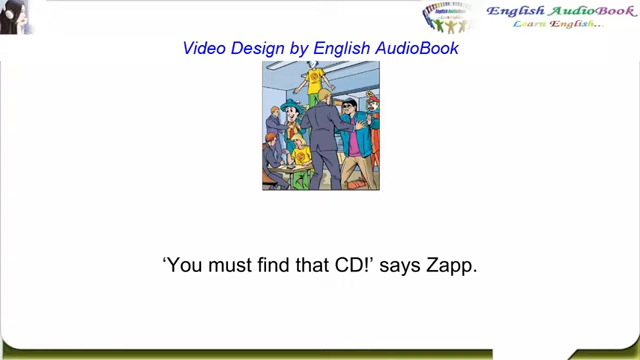 English AudioBook
Learn English...
Video Design by English AudioBook
‘You must find that CD!’ says Zapp.